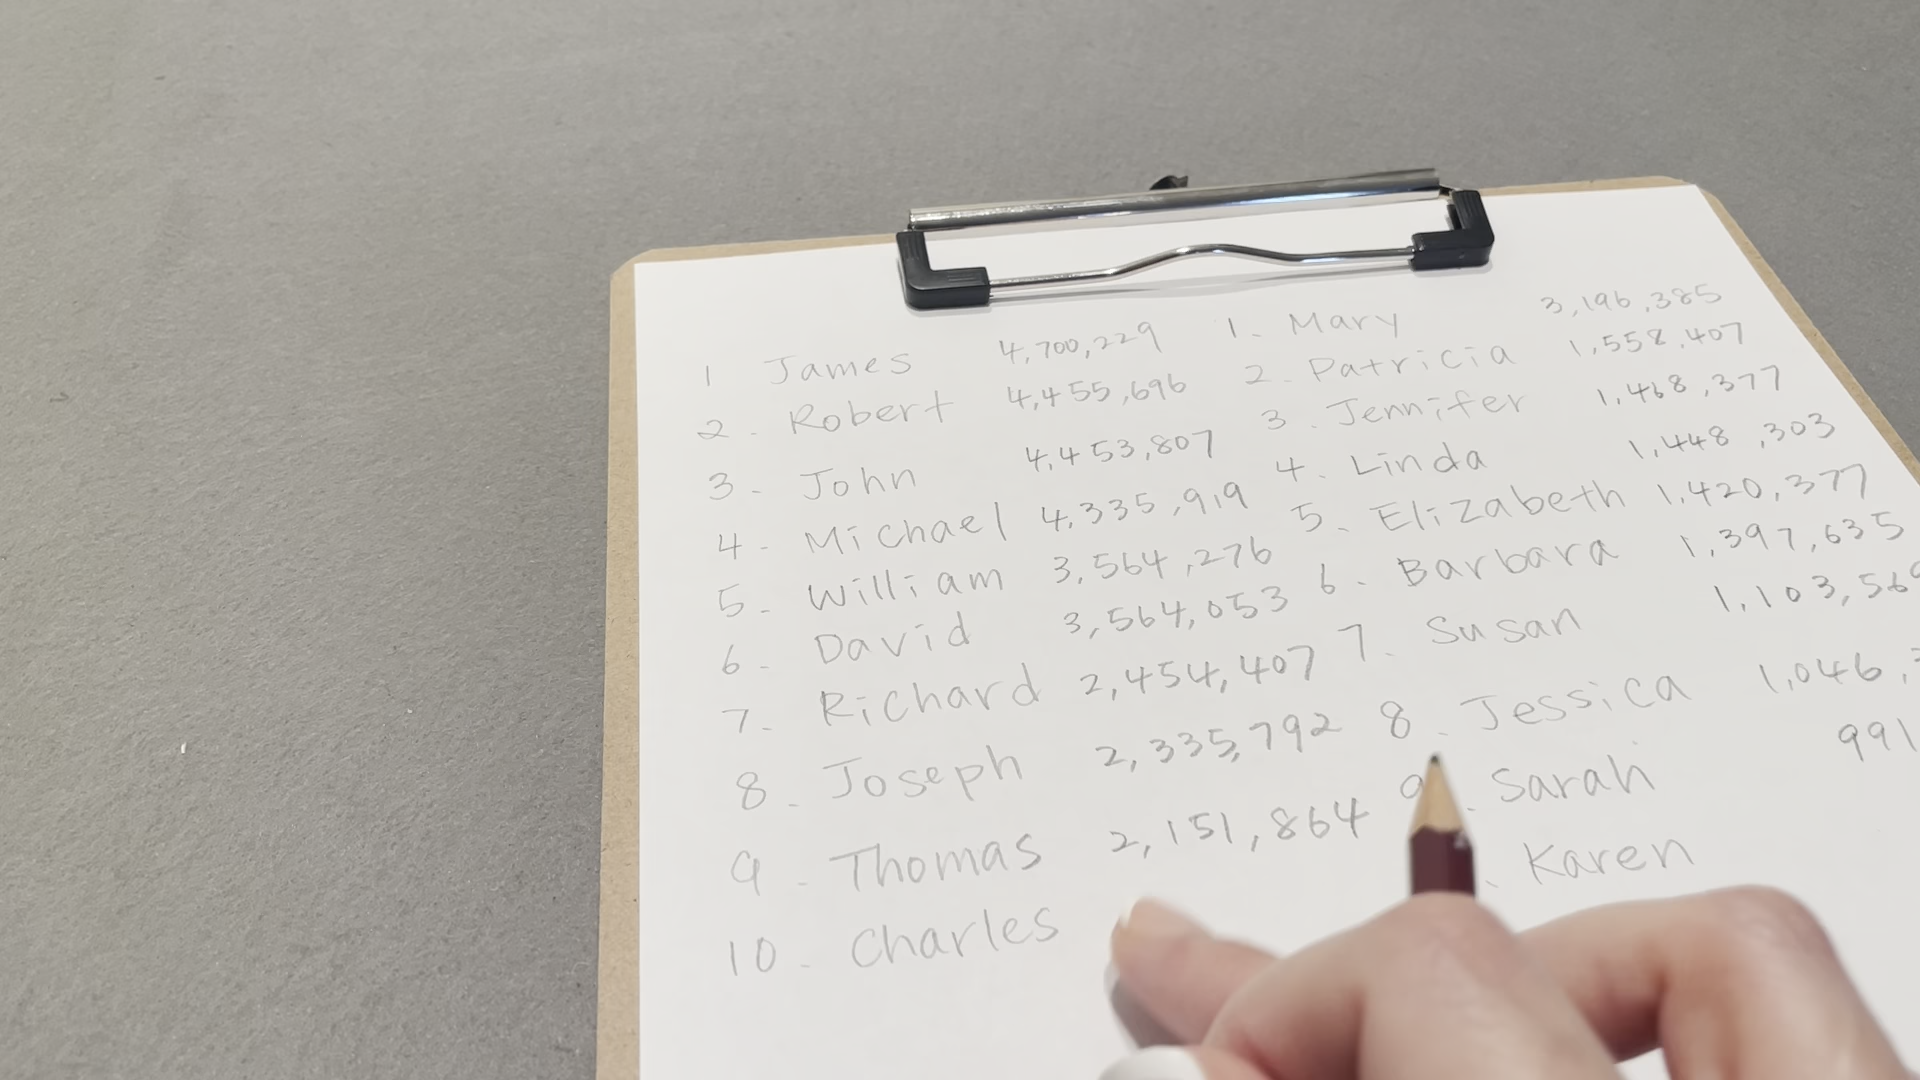 1 James 4,700,229 1. Mary 3,196,385
2. Robert 4,455,696 2. Patricia 1,558,407
3. John 4,453,807 3. Jennifer 1,468,377
4. Michael 4,335,919 4. Linda 1,448,303
5. William 3,564,276 5. Elizabeth 1,420,377
6. David 3,564,053 6. Barbara 1,397,635
7. Richard 2,454,407 7. Susan
8. Joseph 2,335,792 8. Jessica
9. Thomas 2,151,864 Sarah
10. Charles Karen